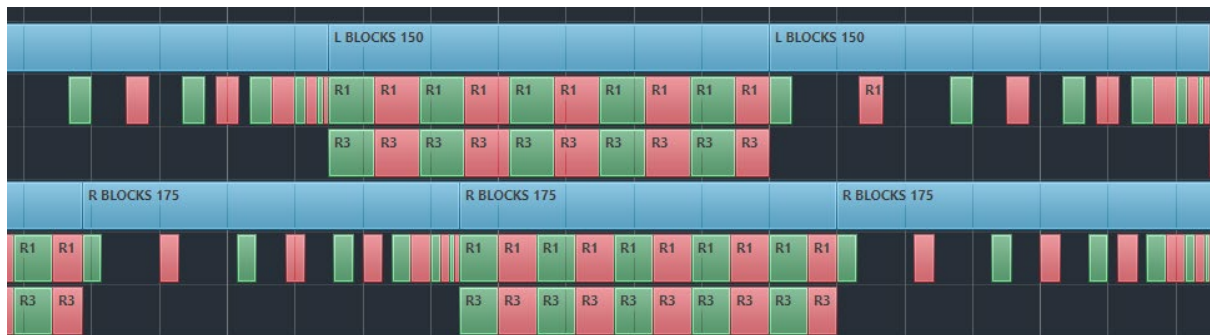 L BLOCKS 150 L BLOCKS 150
R1 R1 R1 R1 R1 R1 R1 R1 R1 R1 R1
R3 R3 R3 R3 R3 R3 R3 R3 R3 R3
R BLOCKS 175 R BLOCKS 175 R BLOCKS 175
R1 R1 R1 R1 R1 R1 R1 R1 R1 R1 R1 R1
R3 R3 R3 R3 R3 R3 R3 R3 R3 R3 R3 R3